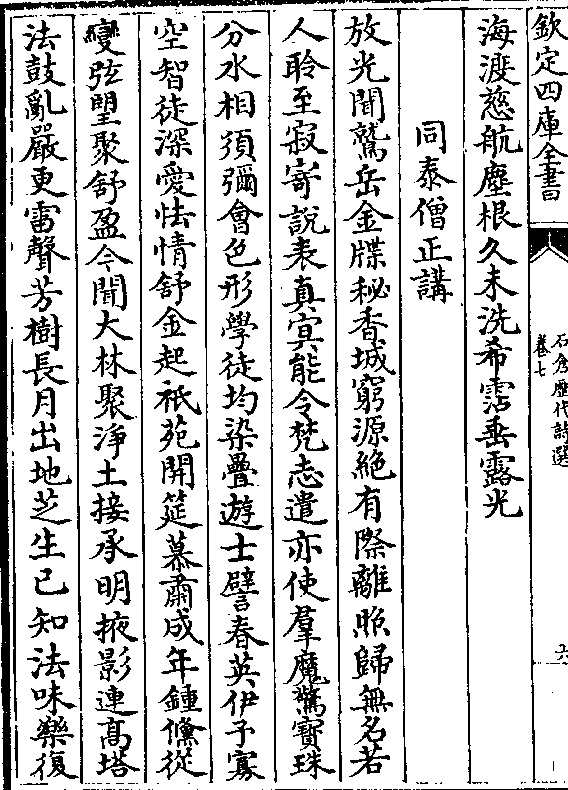 欽定四庫全書
石倉歷代詩選
卷七
六
海渡慈航塵根久未洗希霑垂露光
同泰僧正講
放光聞鷲岳金牒秘香城窮源絶有際離照歸無名若
人聆至寂寄説表真冥能令梵志遣亦使羣魔驚寶珠
分水相須彌會色形學徒均染㲲遊士譬春英伊予寡
空智徒深愛怯情舒金起祇苑開筵慕肅成年鍾儵從
變弦望聚舒盈今聞大林聚淨土接承明掖影連髙塔
法鼓亂嚴更雷聲芳樹長月出地芝生已知法味樂復